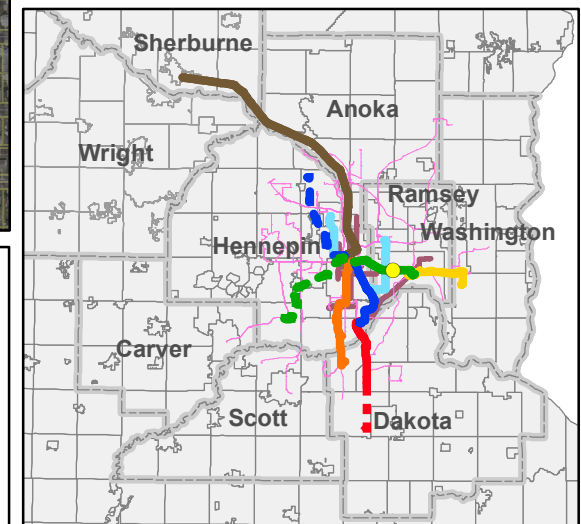 Sherburne
Anoka
Wright
Ramsey
Washington
Hennepin
Carver
Scott
Dakota